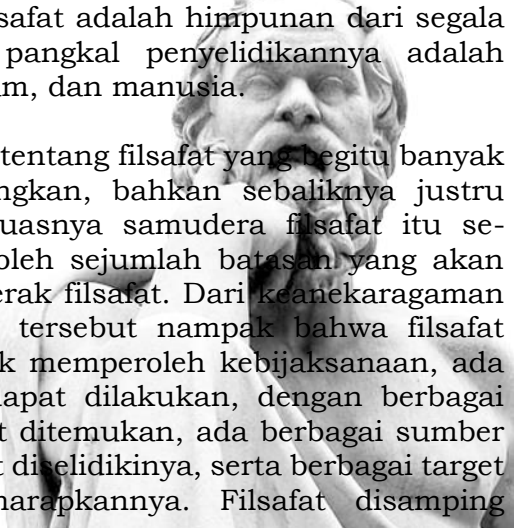 safat adalah himpunan dari segala
pangkal penyelidikannya adalah
am, dan manusia.
tentang filsafat yang begitu banyak
ngkan, bahkan sebaliknya justru
uasnya samudera filsafat itu se-
oleh sejumlah batasan yang akan
erak filsafat. Dari keanekaragaman
tersebut nampak bahwa filsafat
k memperoleh kebijaksanaan, ada
dapat dilakukan, dengan berbagai
t ditemukan, ada berbagai sumber
t diselidikinya, serta berbagai target
harapkannya. Filsafat disamping